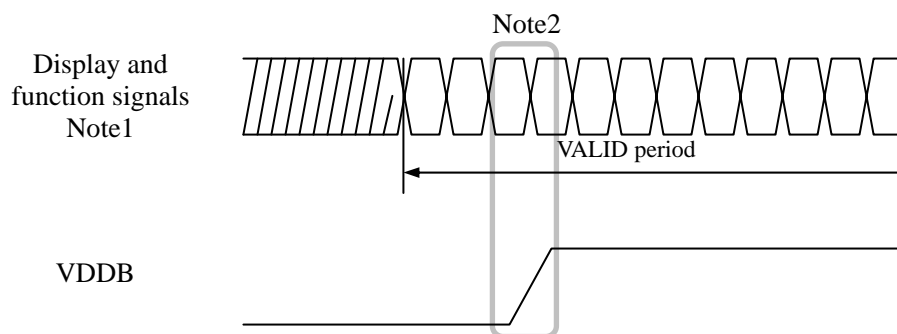 Note2
Display and
function signals
Note1
VALID period
VDDB